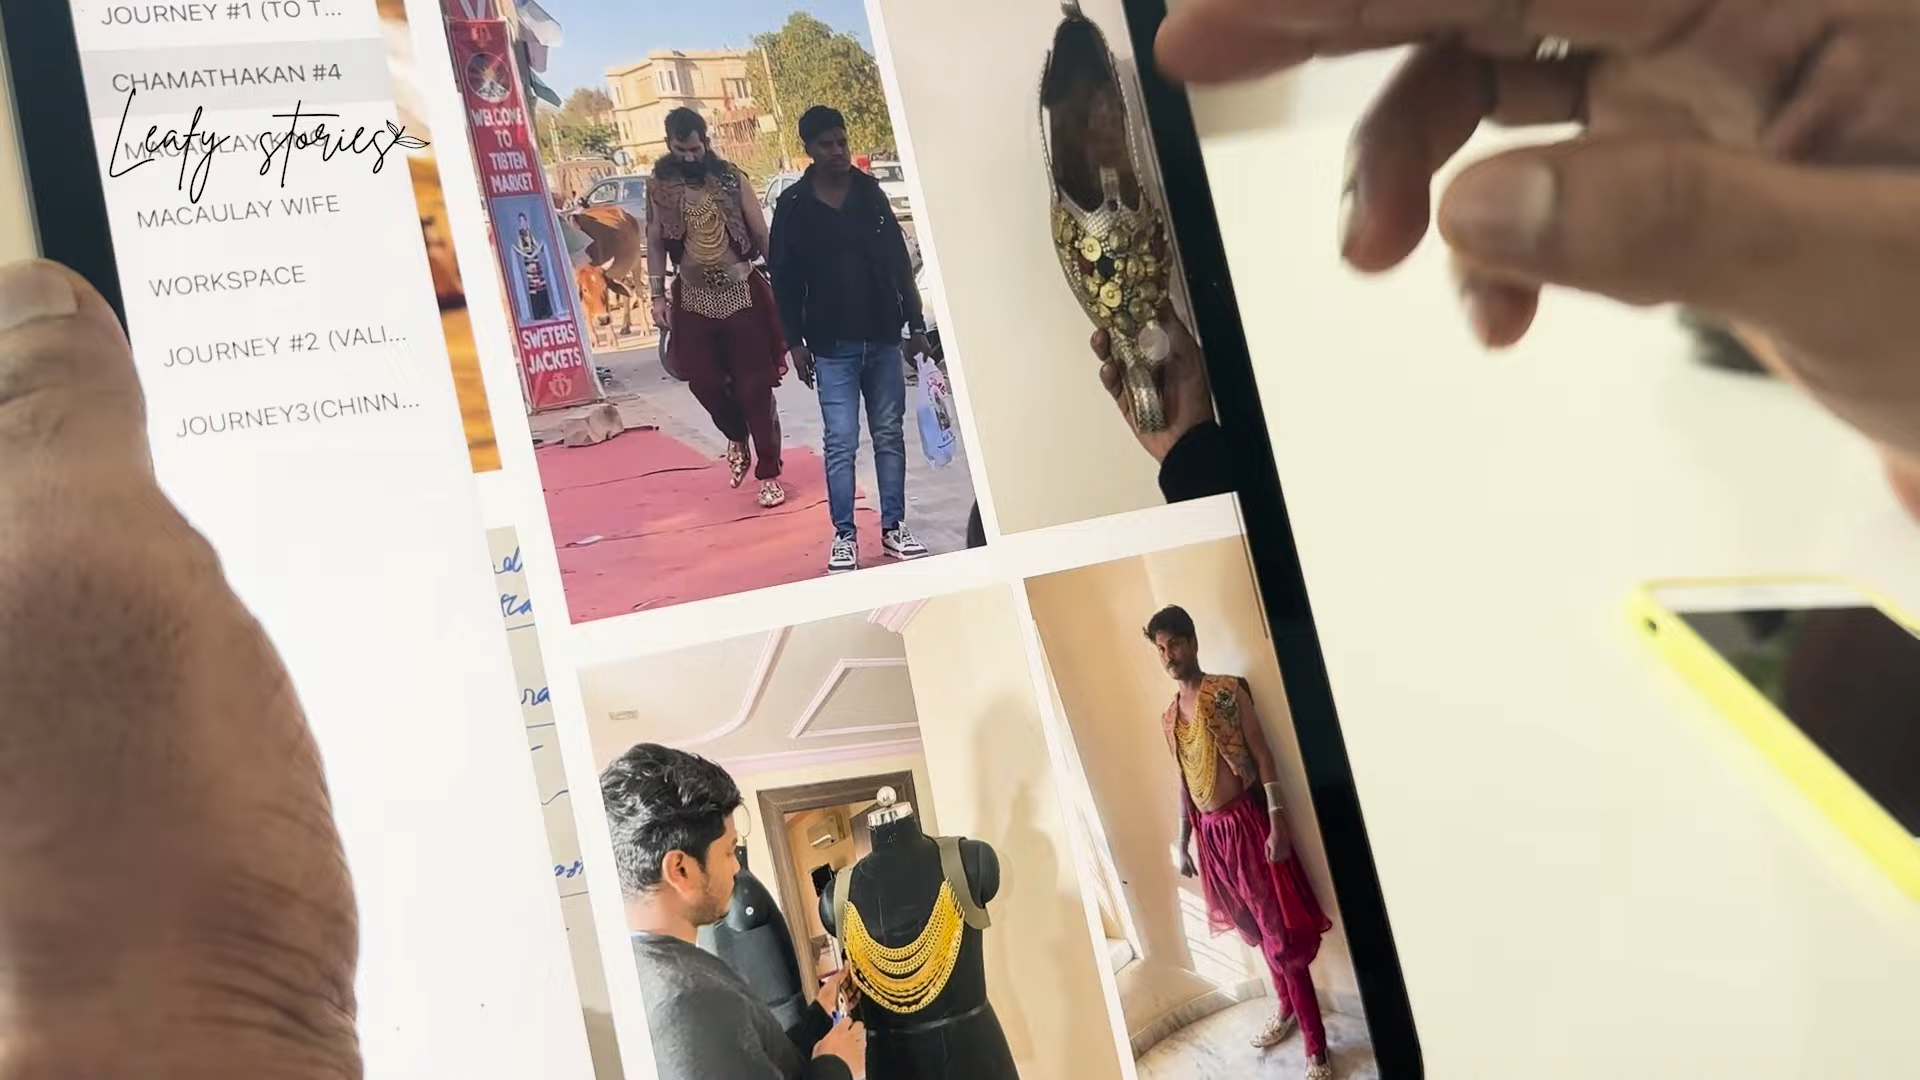 JOURNEY #1 (TO T...
CHAMATHAKAN #4
Leafy stories
MACAULAY
MACAULAY WIFE
WORKSPACE
JOURNEY #2 (VALI...
JOURNEY3(CHINN...
WELCOME
TO
TIBTEN
MARKET
SWETERS
JACKETS